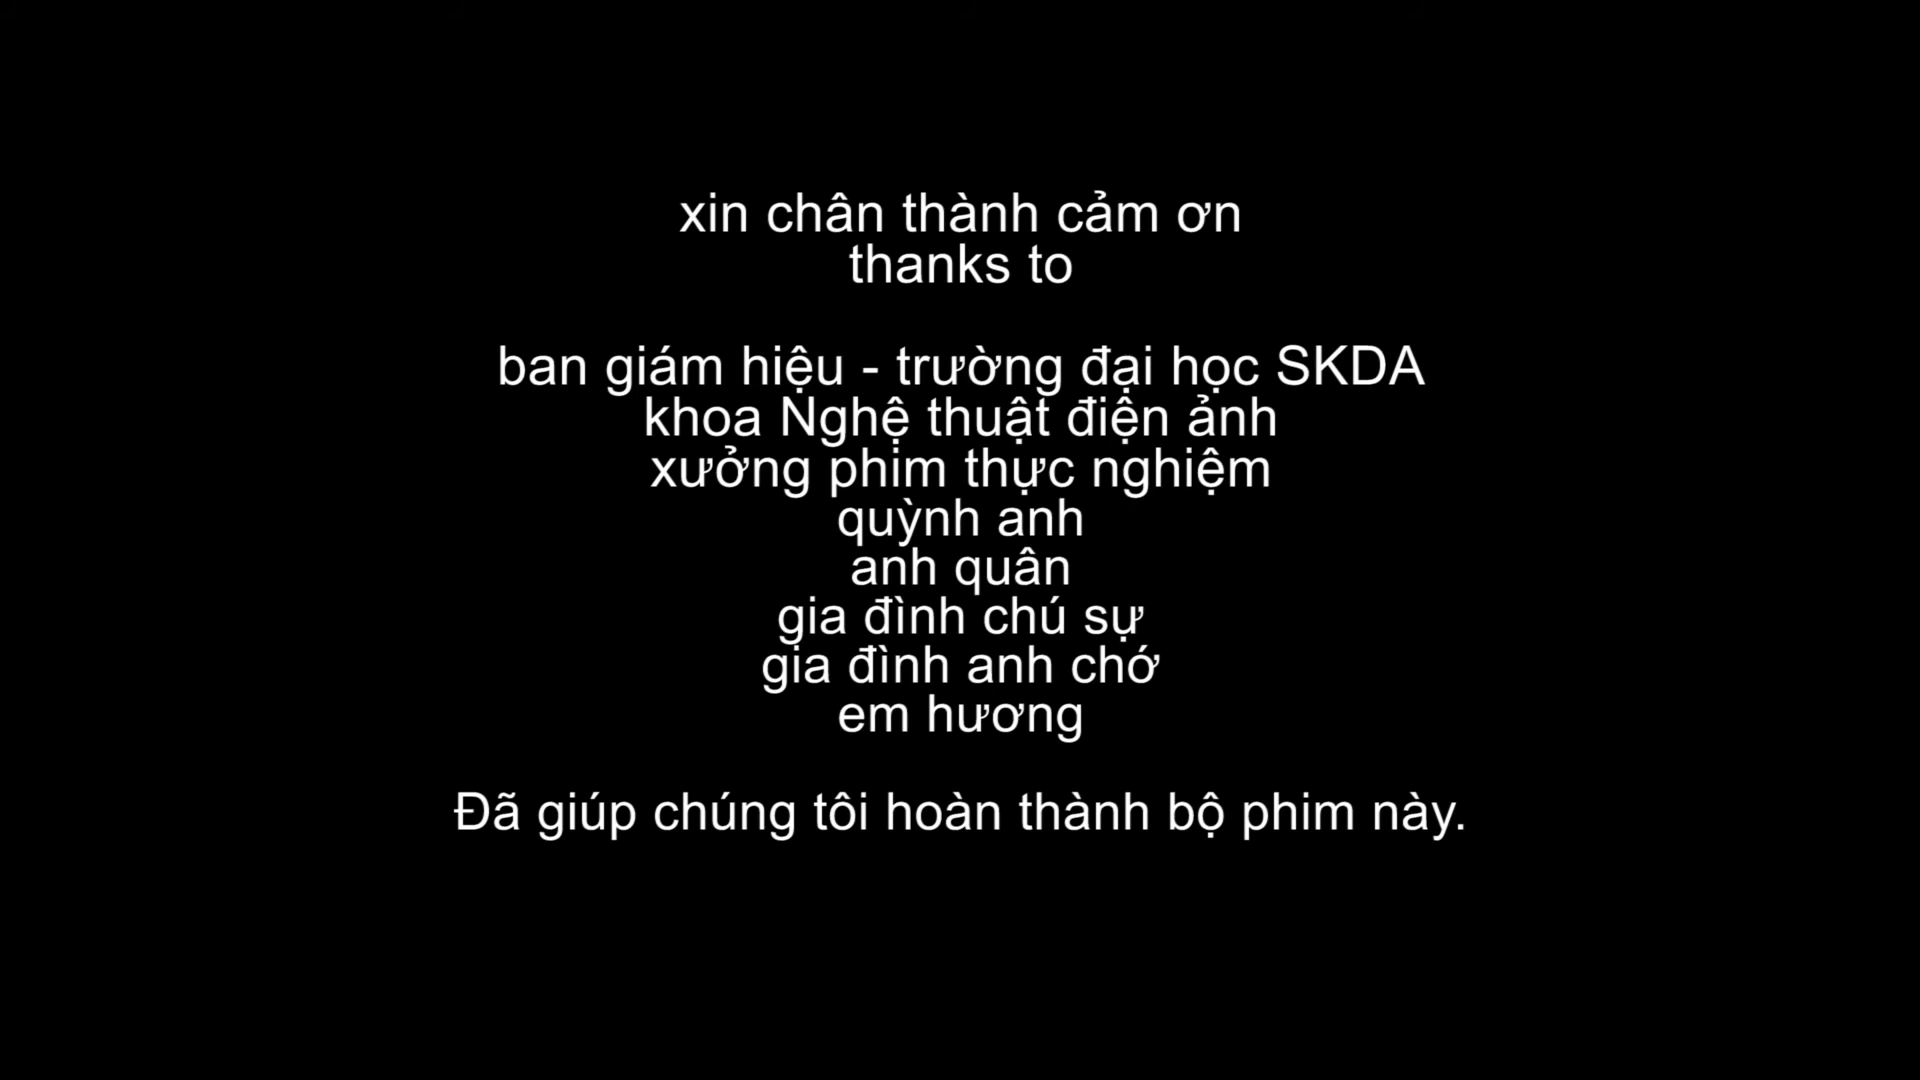 xin chân thành cảm ơn
thanks to
ban giám hiệu - trường đại học SKDA
khoa Nghệ thuật điện ảnh
xưởng phim thực nghiệm
quỳnh anh
anh quân
gia đình chú sự
gia đình anh chớ
em hương
Đã giúp chúng tôi hoàn thành bộ phim này.